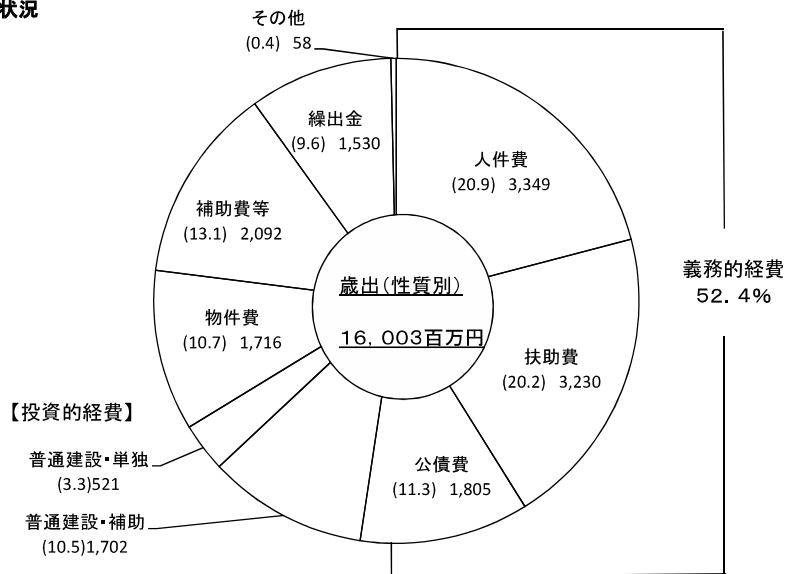 状況
その他
(0.4) 58
繰出金
(9.6) 1,530
人件費
(20.9) 3,349
補助費等
(13.1) 2,092
義務的経費
52.4%
歳出(性質別)
16,003百万円
物件費
(10.7) 1,716
扶助費
(20.2) 3,230
【投資的経費】
普通建設・単独
(3.3)521
公債費
(11.3) 1,805
普通建設・補助
(10.5)1,702